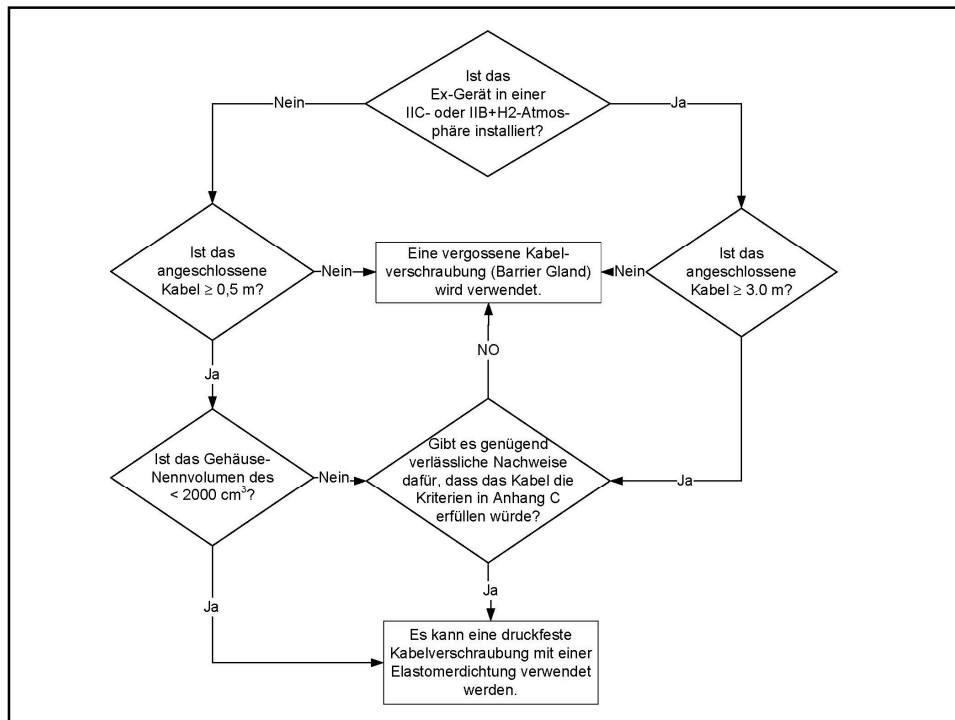 Ist das
Ex-Gerät in einer
IIC- oder IIB+H2-Atmos-
phäre installiert?
Nein
Ja
Ist das
angeschlossene
Kabel ≥ 0,5 m?
Nein
Eine vergossene Kabel-
verschraubung (Barrier Gland)
wird verwendet.
Nein
Ist das
angeschlossene
Kabel ≥ 3.0 m?
Ja
NO
Ist das Gehäuse-
Nennvolumen des
< 2000 cm³?
Nein
Gibt es genügend
verlässliche Nachweise
dafür, dass das Kabel die
Kriterien in Anhang C
erfüllen würde?
Ja
Ja
Ja
Es kann eine druckfeste
Kabelverschraubung mit einer
Elastomerdichtung verwendet
werden.